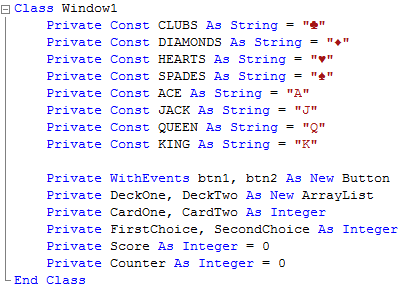 Class Window1
    Private Const CLUBS As String = "♣"
    Private Const DIAMONDS As String = "♦"
    Private Const HEARTS As String = "♥"
    Private Const SPADES As String = "♠"
    Private Const ACE As String = "A"
    Private Const JACK As String = "J"
    Private Const QUEEN As String = "Q"
    Private Const KING As String = "K"

    Private WithEvents btn1, btn2 As New Button
    Private DeckOne, DeckTwo As New ArrayList
    Private CardOne, CardTwo As Integer
    Private FirstChoice, SecondChoice As Integer
    Private Score As Integer = 0
    Private Counter As Integer = 0
End Class